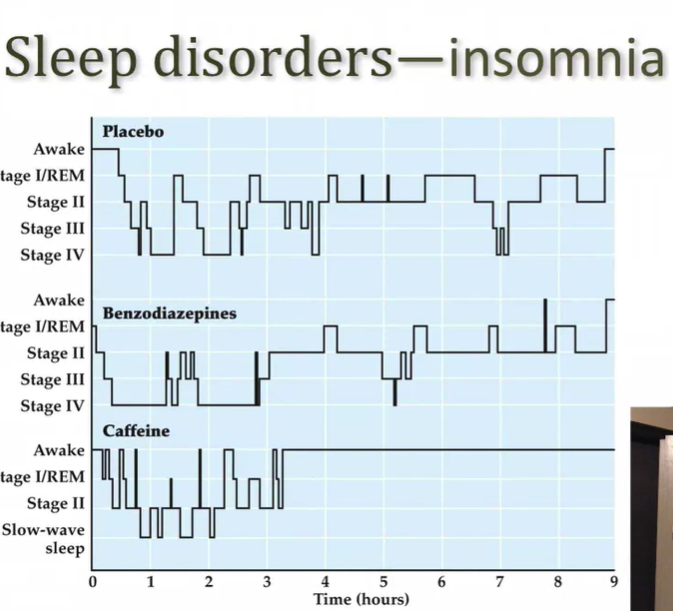 Sleep disorders—insomnia
Placebo
Awake
tage I/REM
Stage II
Stage III
Stage IV
Awake
Benzodiazepines
tage I/REM
Stage II
Stage III
Stage IV
Caffeine
Awake
tage I/REM
Stage II
Slow-wave
sleep
0 1 2 3 4 5 6 7 8 9
Time (hours)